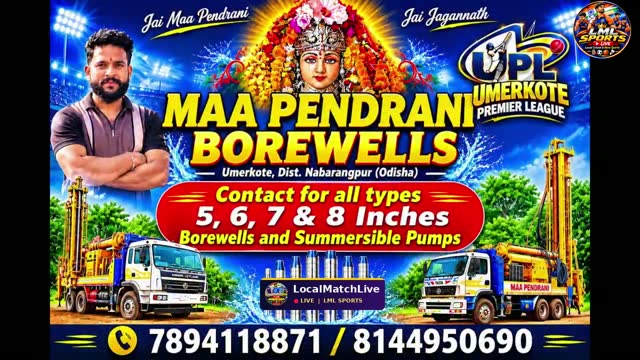 Jai Maa Pendrani
Jai Jagannath
LML
SPORTS
LIVE
UPL
UMERKOTE
PREMIER LEAGUE
MAA PENDRANI
BOREWELLS
Umerkote, Dist. Nabarangpur (Odisha)
Contact for all types
5, 6, 7 & 8 Inches
Borewells and Summersible Pumps
LocalMatchLive
LIVE | LML SPORTS
MAA PENDRANI
7894118871 / 8144950690